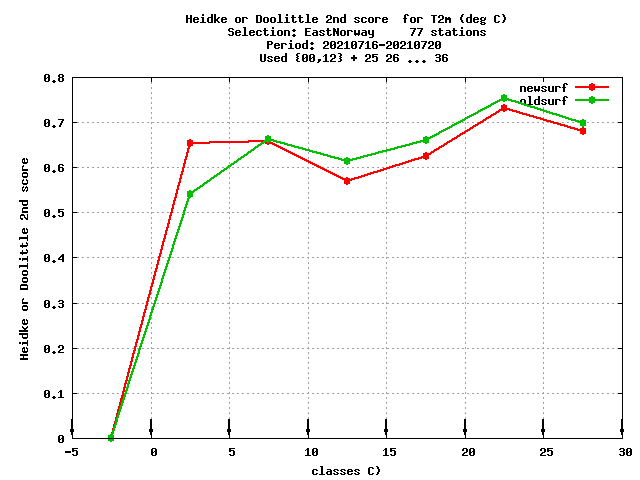 Heidke or Doolittle 2nd score  for T2m (deg C)
Selection: EastNorway     77 stations
Period: 20210716-20210720
Used {00,12} + 25 26 ... 36
newsurf
oldsurf
0.8
0.7
0.6
0.5
0.4
0.3
0.2
0.1
0
Heidke or Doolittle 2nd score
-5 0 5 10 15 20 25 30
classes C)